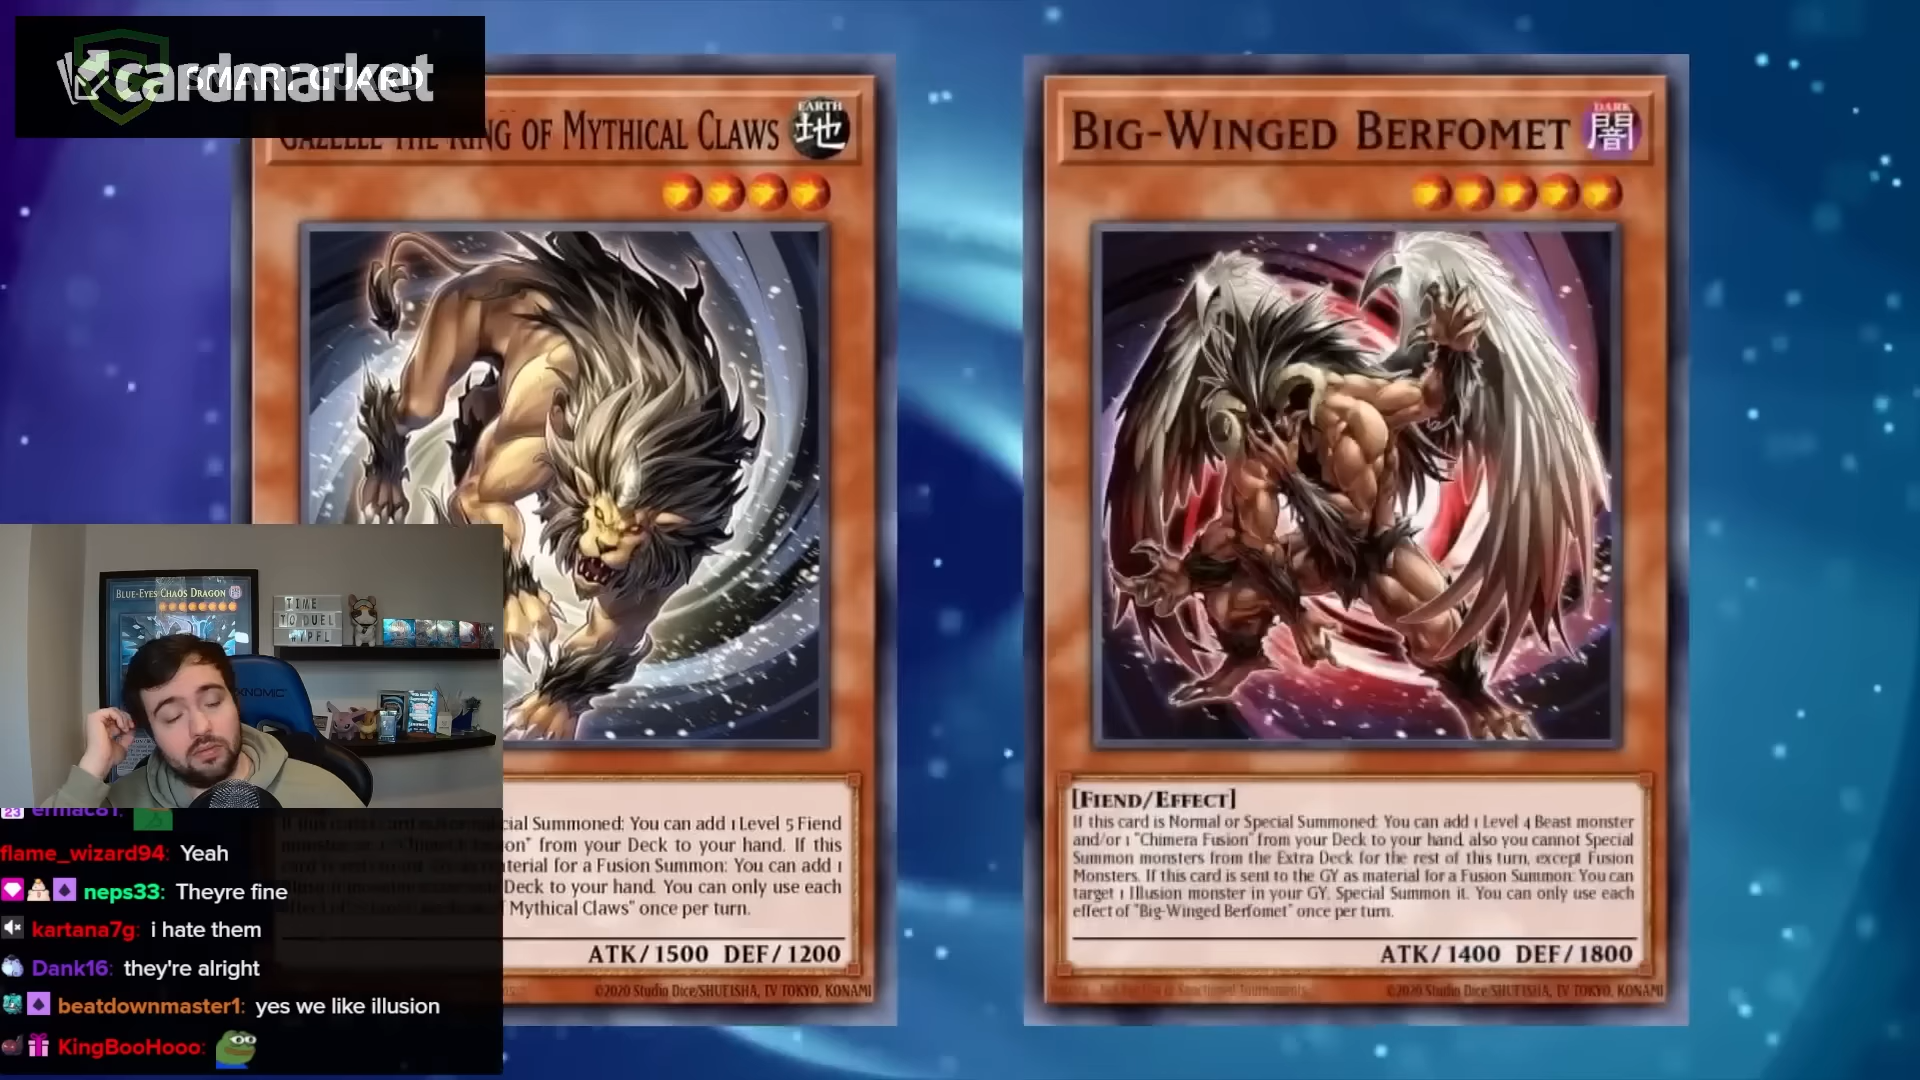 cardmarket
SMART GUARD
GAZELLE THE KING OF MYTHICAL CLAWS
EARTH
地
BIG-WINGED BERFOMET
DARK
闇
BLUE-EYES CHAOS DRAGON
TIME
TO DUEL
W/PFL
XNOMIC
cial Summoned: You can add 1 Level 5 Fiend
on" from your Deck to your hand. If this
terial for a Fusion Summon: You can add 1
Deck to your hand. You can only use each
Mythical Claws" once per turn.
ATK/1500 DEF/1200
©2020 Studio Dice/SHUEISHA, TV TOKYO, KONAMI
[FIEND/EFFECT]
If this card is Normal or Special Summoned: You can add 1 Level 4 Beast monster
and/or 1 "Chimera Fusion" from your Deck to your hand, also you cannot Special
Summon monsters from the Extra Deck for the rest of this turn, except Fusion
Monsters. If this card is sent to the GY as material for a Fusion Summon: You can
target 1 Illusion monster in your GY; Special Summon it. You can only use each
effect of "Big-Winged Berfomet" once per turn.
ATK/1400 DEF/1800
©2020 Studio Dice/SHUEISHA, TV TOKYO, KONAMI
23 ermac81:
flame_wizard94: Yeah
neps33: Theyre fine
kartana7g: i hate them
Dank16: they're alright
beatdownmaster1: yes we like illusion
KingBooHooo: